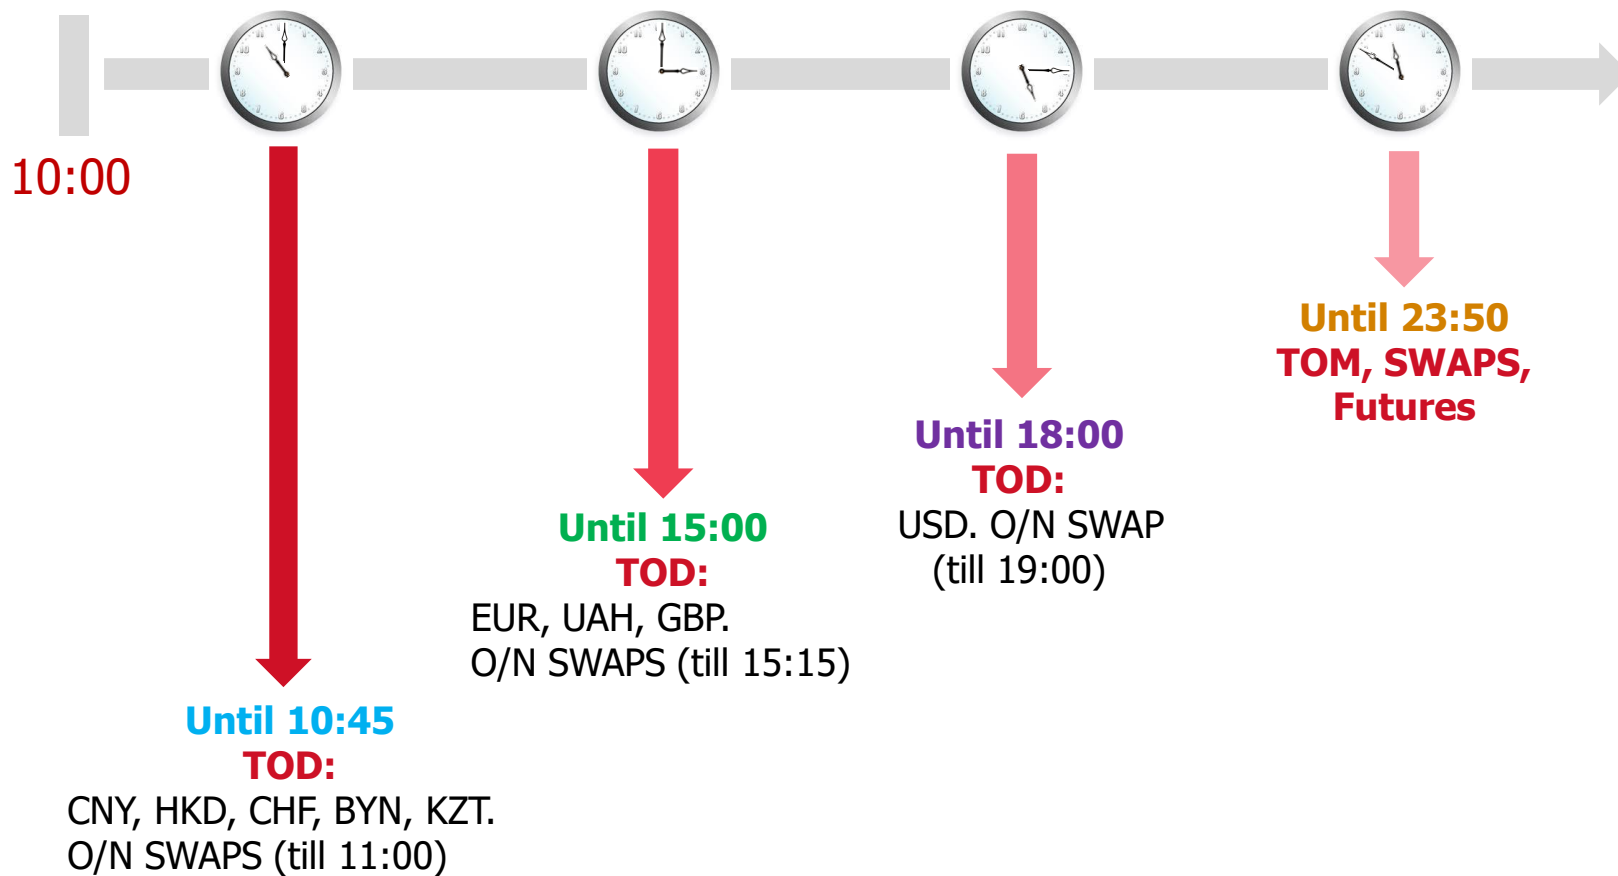 10:00
Until 10:45
TOD:
CNY, HKD, CHF, BYN, KZT.
O/N SWAPS (till 11:00)
Until 15:00
TOD:
EUR, UAH, GBP.
O/N SWAPS (till 15:15)
Until 18:00
TOD:
USD. O/N SWAP
(till 19:00)
Until 23:50
TOM, SWAPS,
Futures